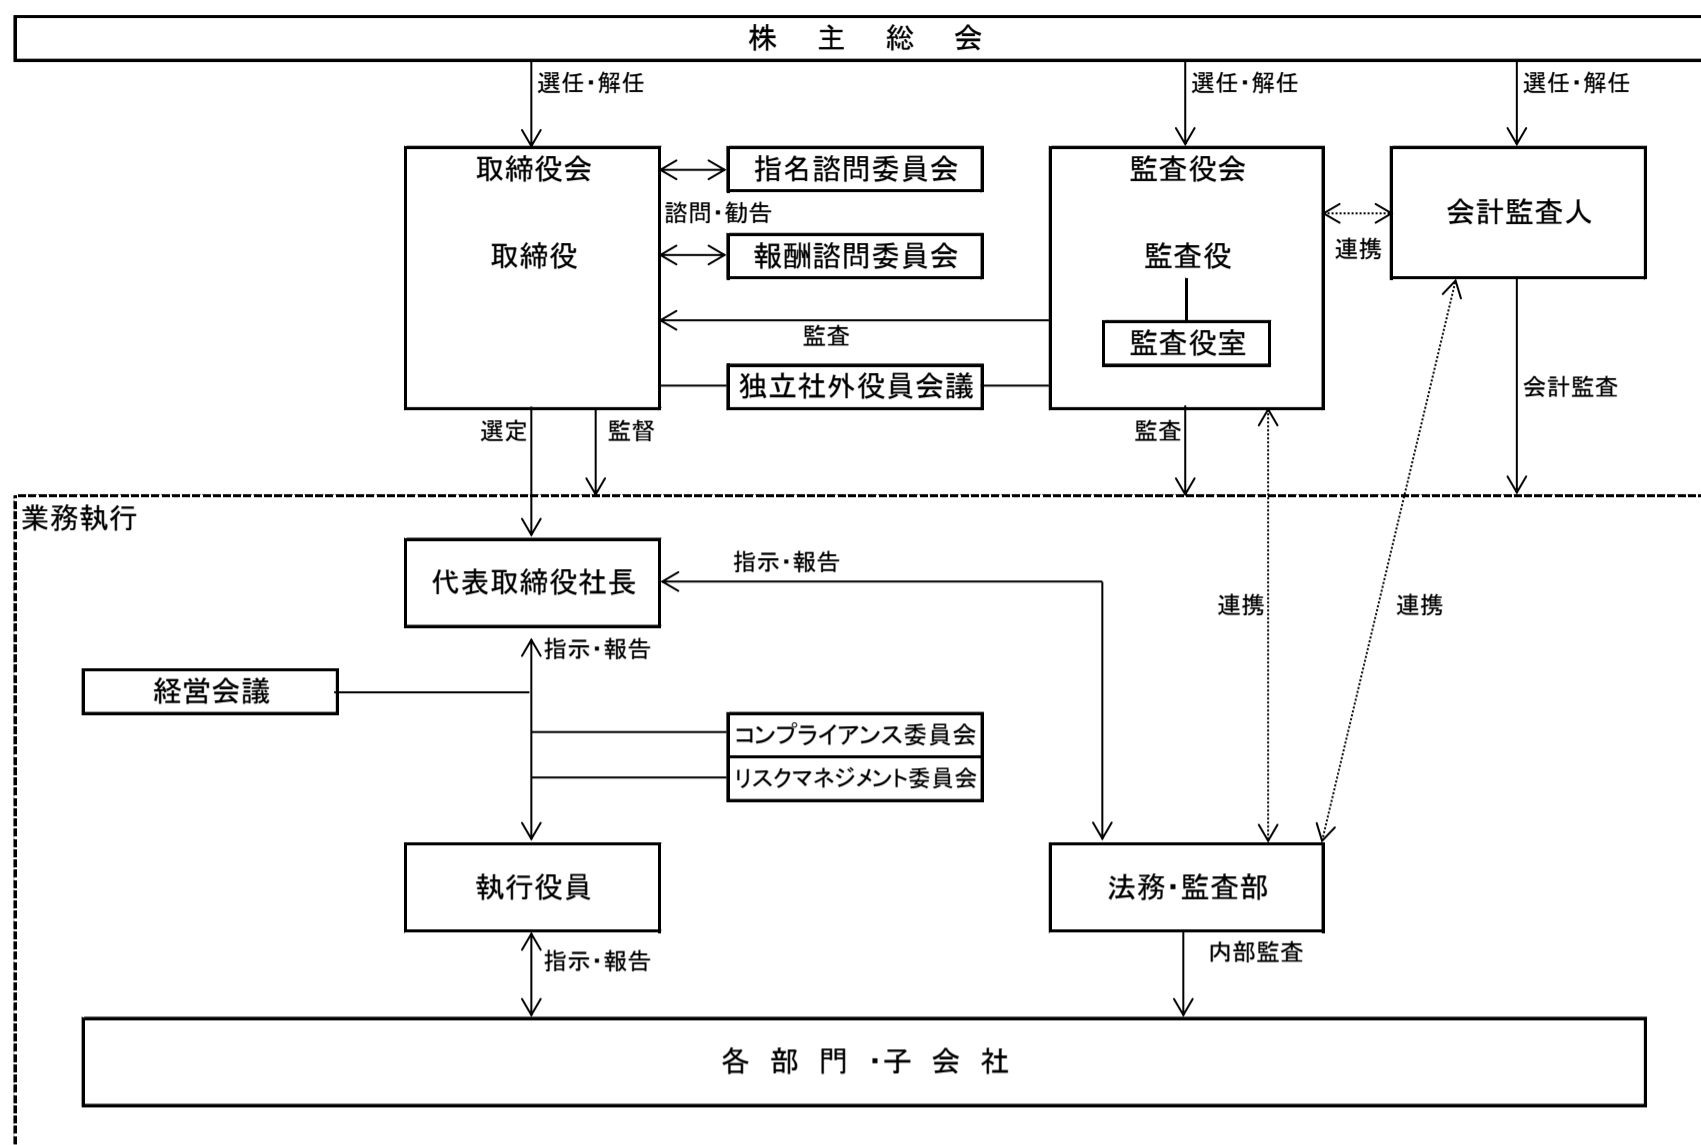 株 主 総 会
選任・解任
選任・解任
選任・解任
取締役会
指名諮問委員会
監査役会
会計監査人
諮問・勧告
取締役
報酬諮問委員会
監査役
連携
監査
監査役室
独立社外役員会議
会計監査
選定
監督
監査
業務執行
代表取締役社長
指示・報告
連携
連携
指示・報告
経営会議
コンプライアンス委員会
リスクマネジメント委員会
執行役員
法務・監査部
指示・報告
内部監査
各 部 門 ・子 会 社